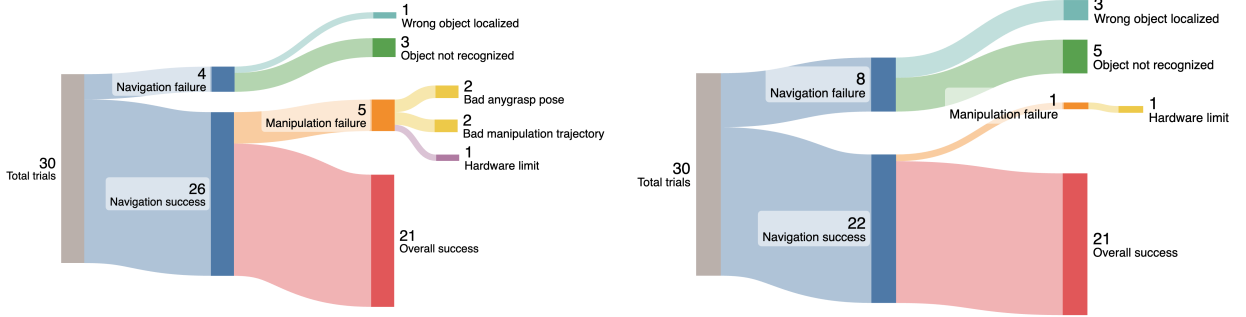 1
Wrong object localized
3
Object not recognized
4
Navigation failure
2
Bad anygrasp pose
5
Manipulation failure
2
Bad manipulation trajectory
1
Hardware limit
30
Total trials
26
Navigation success
21
Overall success
3
Wrong object localized
5
Object not recognized
8
Navigation failure
1
Manipulation failure
1
Hardware limit
30
Total trials
22
Navigation success
21
Overall success